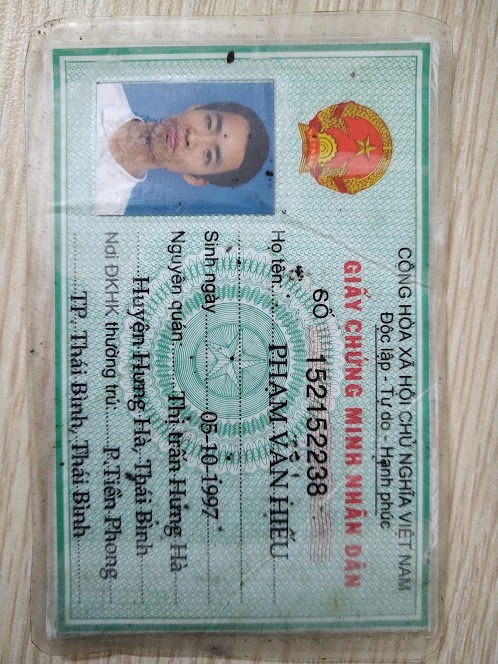 CỘNG HÒA XÃ HỘI CHỦ NGHĨA VIỆT NAM
Độc lập - Tự do - Hạnh phúc
GIẤY CHỨNG MINH NHÂN DÂN
SỐ 152152238
Họ tên: PHẠM VĂN HIẾU
Sinh ngày 05-10-1997
Nguyên quán Thị trấn Hưng Hà
Huyện Hưng Hà, Thái Bình
Nơi ĐKHK thường trú: P.Tiền Phong
TP. Thái Bình, Thái Bình